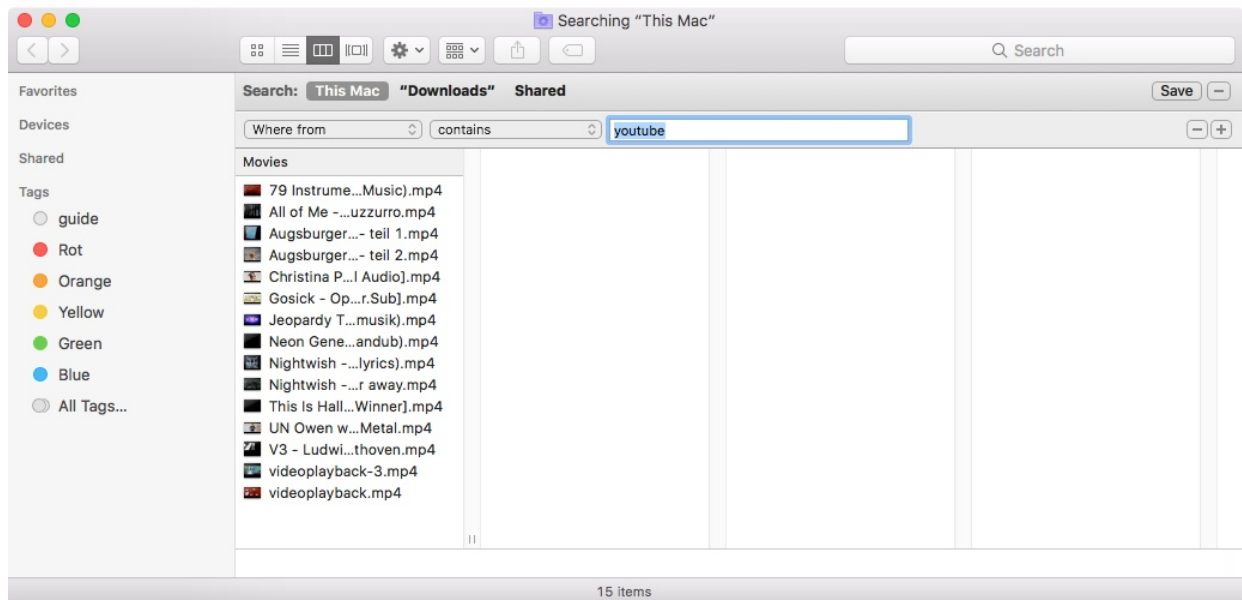 Searching “This Mac”
Search
Favorites
Devices
Shared
Tags
guide
Rot
Orange
Yellow
Green
Blue
All Tags...
Search: This Mac “Downloads” Shared
Save
Where from contains youtube
Movies
79 Instrume...Music).mp4
All of Me -...uzzurro.mp4
Augsburger...- teil 1.mp4
Augsburger...- teil 2.mp4
Christina P...l Audio].mp4
Gosick - Op...r.Sub].mp4
Jeopardy T...musik).mp4
Neon Gene...andub).mp4
Nightwish -...lyrics).mp4
Nightwish -...r away.mp4
This Is Hall...Winner].mp4
UN Owen w...Metal.mp4
V3 - Ludwi...thoven.mp4
videoplayback-3.mp4
videoplayback.mp4
15 items